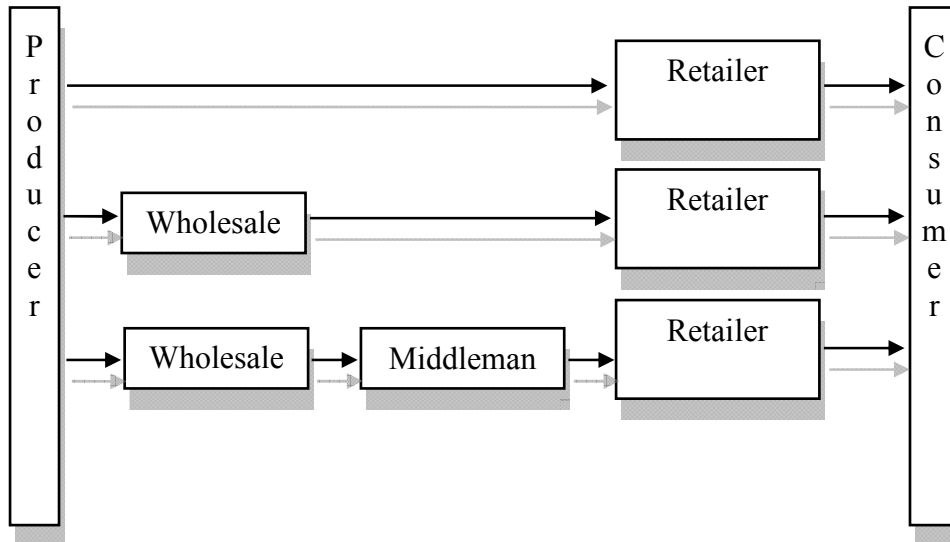 Producer
Retailer
Wholesale
Retailer
Wholesale
Middleman
Retailer
Consumer